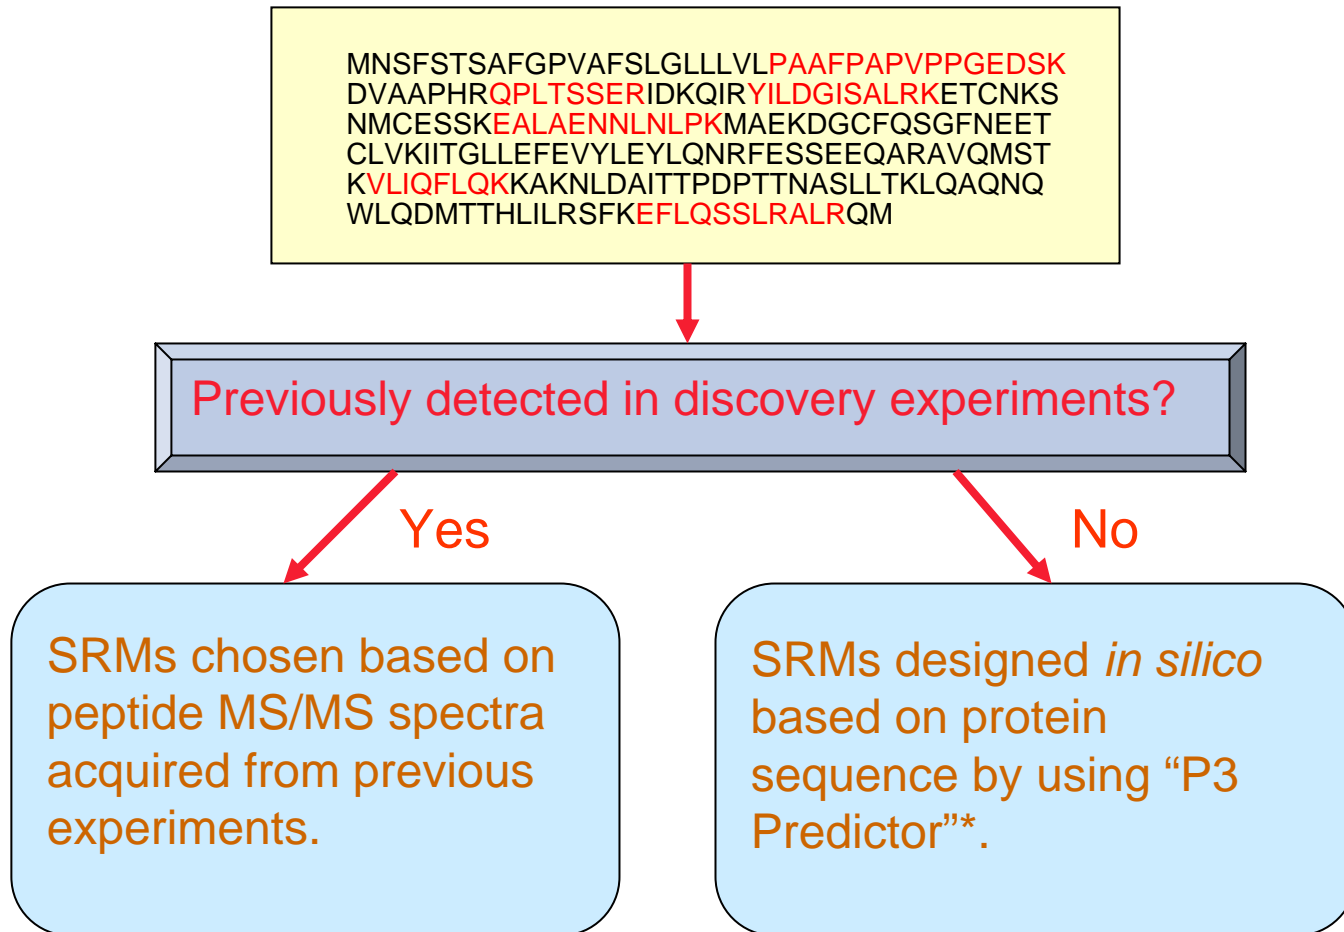 MNSFSTSAFGPVAFSLGLLLVLPAAFPAPVPPGEDSK
DVAAPHRQPLTSSERIDKQIRYILDGISALRKETCNKS
NMCESSKEALAENNLNLPKMAEKDGCFQSGFNEET
CLVKIITGLLEFEVYLEYLQNRFESSEEQARAVQMST
KVLIQFLQKKAKNLDAITTPDPTTNASLLTKLQAQNQ
WLQDMTTHLILRSFKEFLQSSLRALRQM
Previously detected in discovery experiments?
Yes
No
SRMs chosen based on
peptide MS/MS spectra
acquired from previous
experiments.
SRMs designed in silico
based on protein
sequence by using “P3
Predictor”*.